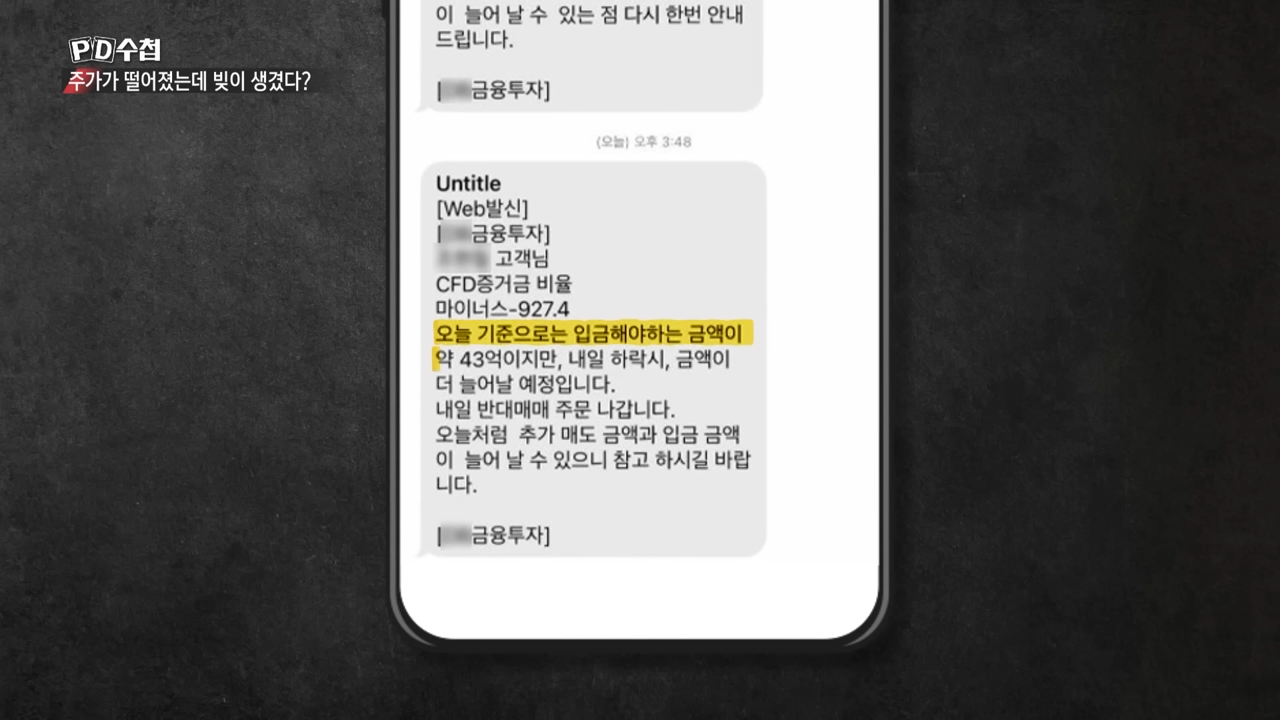 PD수첩
주가가 떨어졌는데 빚이 생겼다?
이 늘어 날 수 있는 점 다시 한번 안내
드립니다.
[금융투자]
(오늘) 오후 3:48
Untitle
[Web발신]
[금융투자]
고객님
CFD증거금 비율
마이너스-927.4
오늘 기준으로는 입금해야하는 금액이
약 43억이지만, 내일 하락시, 금액이
더 늘어날 예정입니다.
내일 반대매매 주문 나갑니다.
오늘처럼 추가 매도 금액과 입금 금액
이 늘어 날 수 있으니 참고 하시길 바랍
니다.
[금융투자]